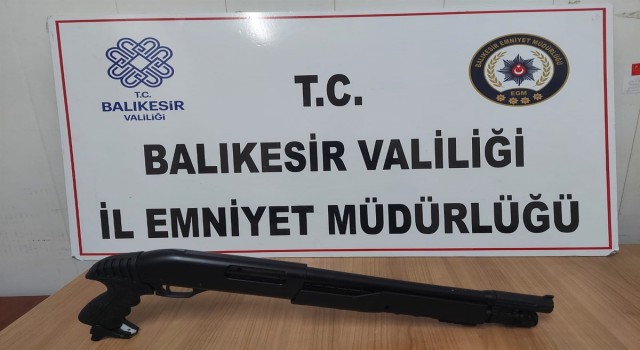 T.C.
BALIKESİR
VALİLİĞİ
BALIKESİR EMNİYET MÜDÜRLÜĞÜ
EGM
T.C.
BALIKESİR VALİLİĞİ
İL EMNİYET MÜDÜRLÜĞÜ